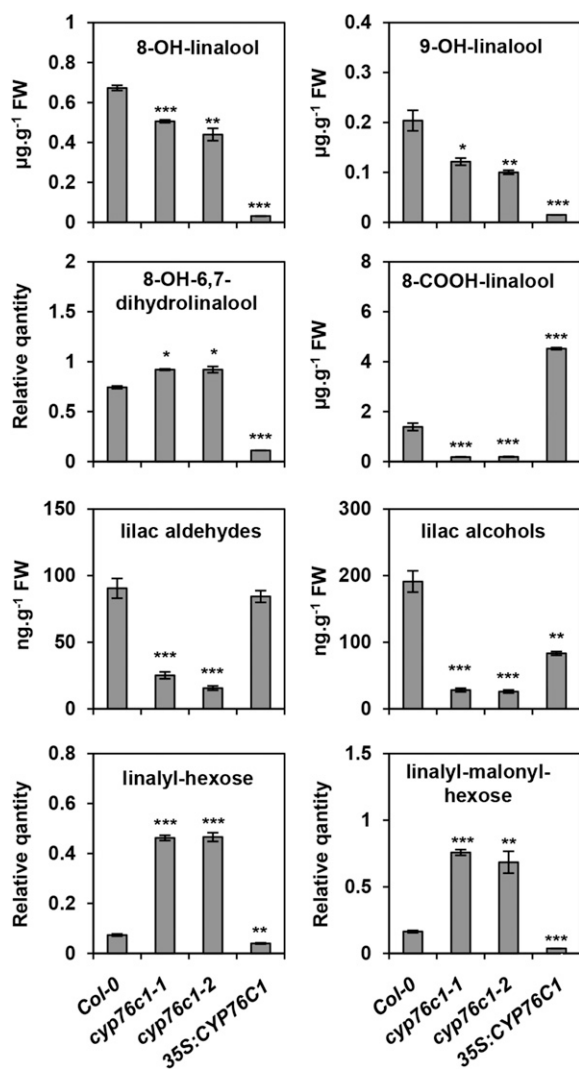 8-OH-linalool
µg.g-1 FW
1
0.8
0.6
0.4
0.2
0
***
**
***
9-OH-linalool
µg.g-1 FW
0.4
0.3
0.2
0.1
0
*
**
***
8-OH-6,7-
dihydrolinalool
Relative qantity
2
1.5
1
0.5
0
*
*
***
8-COOH-linalool
µg.g-1 FW
8
6
4
2
0
***
***
***
lilac aldehydes
ng.g-1 FW
150
100
50
0
***
***
lilac alcohols
ng.g-1 FW
300
200
100
0
***
***
**
linalyl-hexose
Relative qantity
0.8
0.6
0.4
0.2
0
***
***
**
linalyl-malonyl-
hexose
Relative qantity
1.5
1
0.5
0
***
**
***
Col-0
cyp76c1-1
cyp76c1-2
35S:CYP76C1
Col-0
cyp76c1-1
cyp76c1-2
35S:CYP76C1